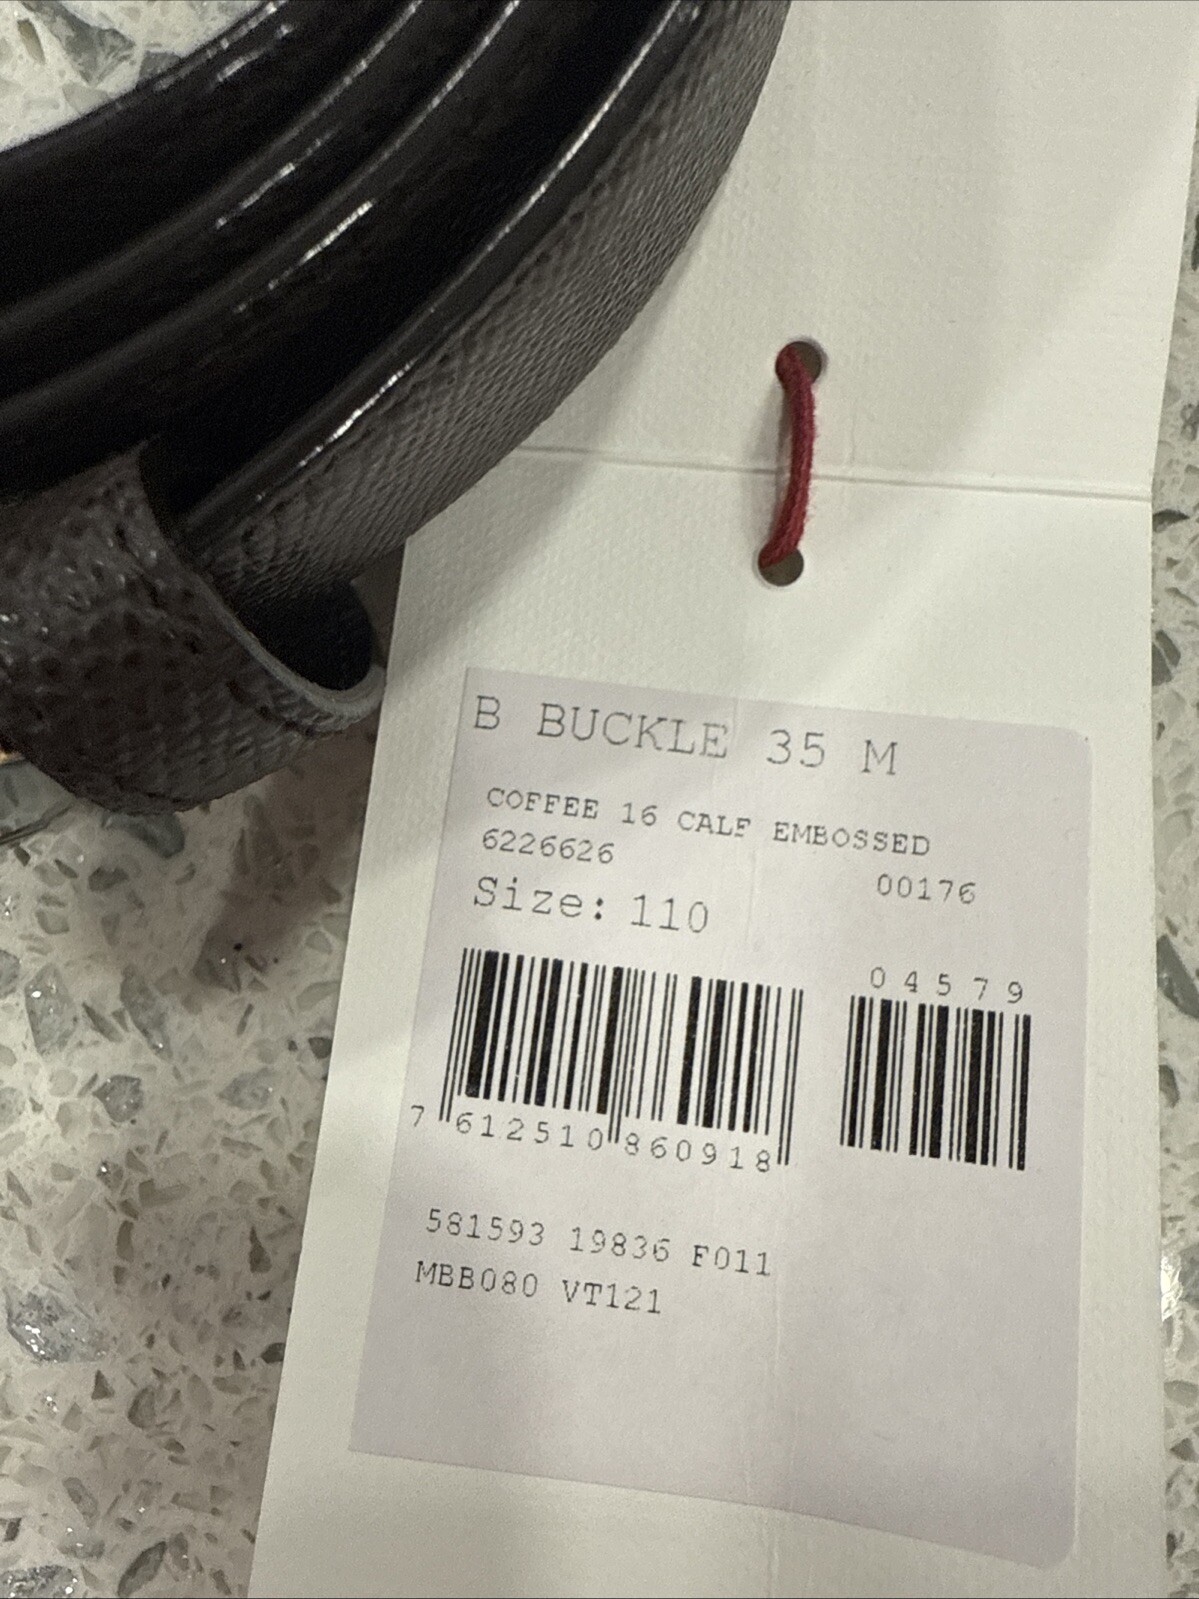 B BUCKLE 35 M
COFFEE 16 CALF EMBOSSED
6226626 00176
Size: 110
04579
7 612510 860918
581593 19836 F011
MBB080 VT121